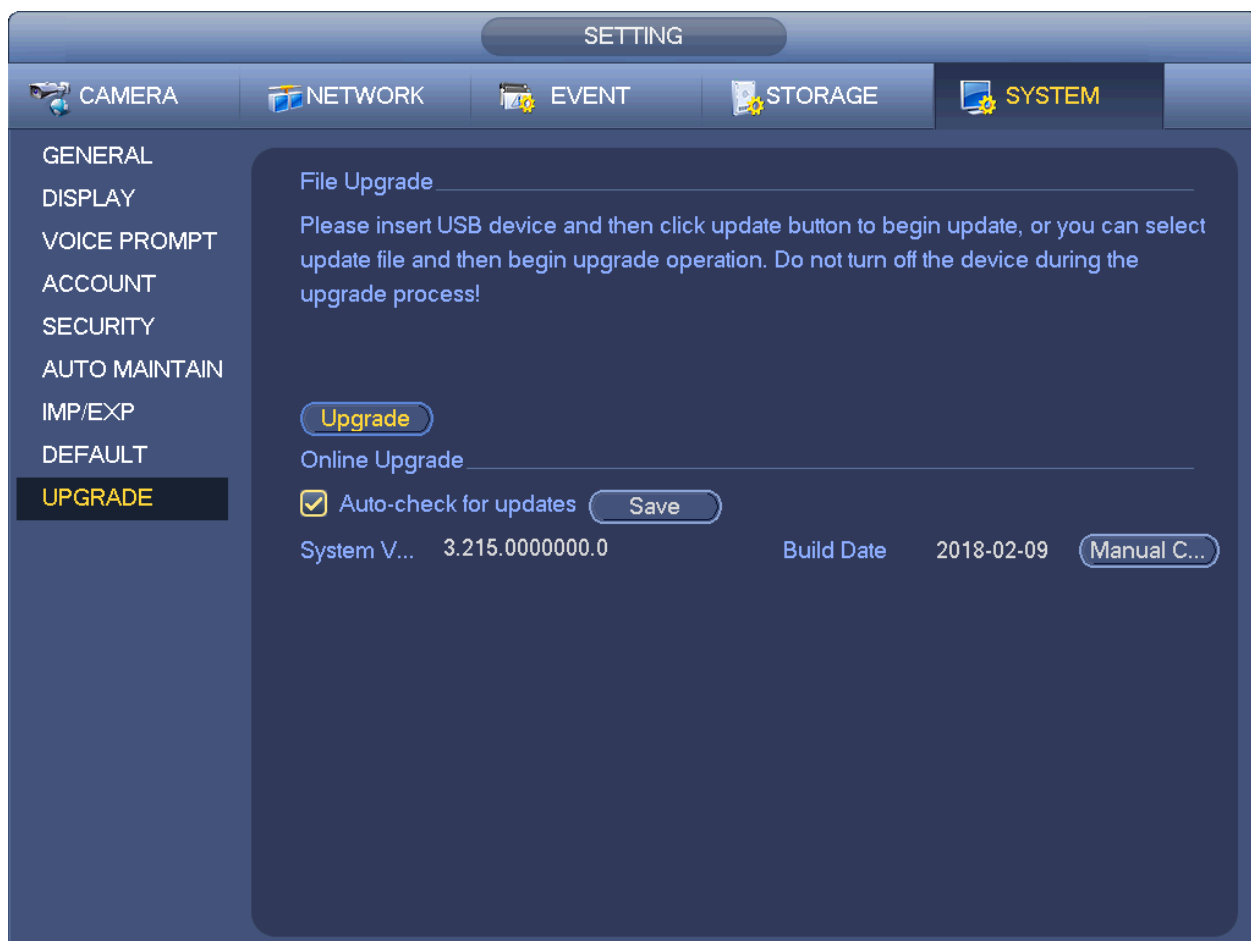 SETTING
CAMERA NETWORK EVENT STORAGE SYSTEM
GENERAL
DISPLAY
VOICE PROMPT
ACCOUNT
SECURITY
AUTO MAINTAIN
IMP/EXP
DEFAULT
UPGRADE
File Upgrade
Please insert USB device and then click update button to begin update, or you can select
update file and then begin upgrade operation. Do not turn off the device during the
upgrade process!
Upgrade
Online Upgrade
Auto-check for updates Save
System V... 3.215.0000000.0 Build Date 2018-02-09 Manual C...